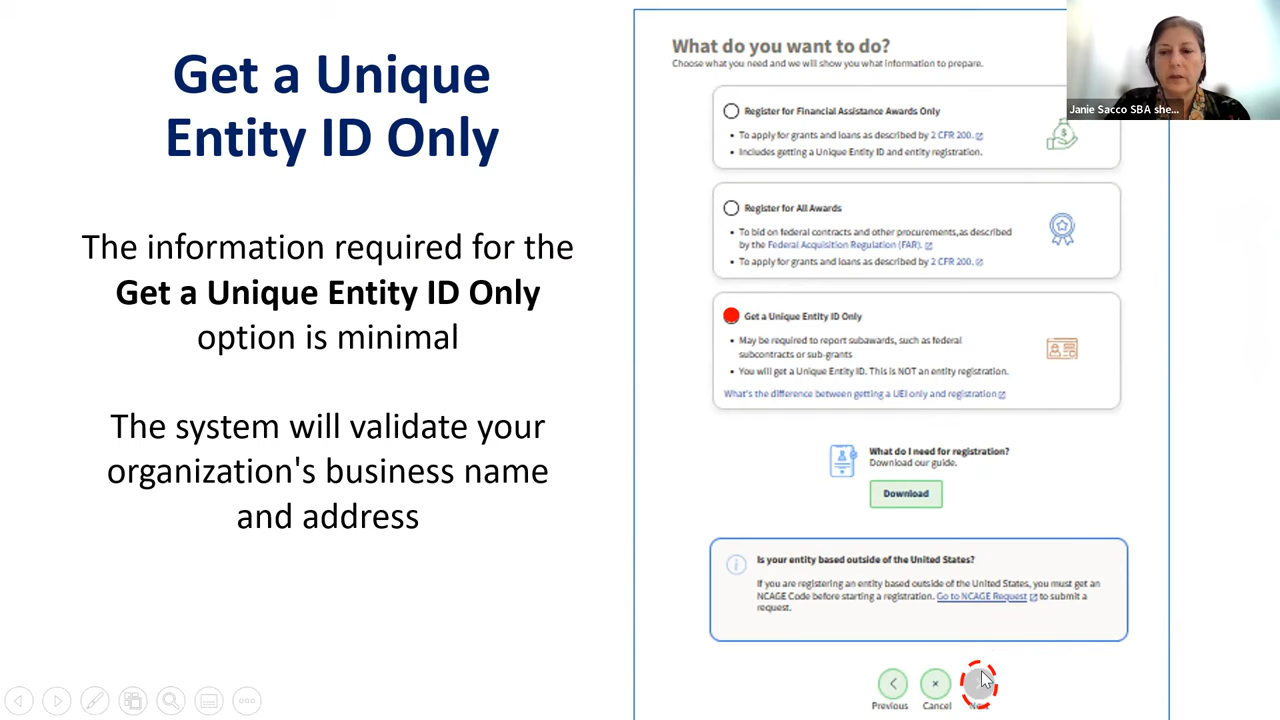 Get a Unique
Entity ID Only
The information required for the
Get a Unique Entity ID Only
option is minimal
The system will validate your
organization's business name
and address
What do you want to do?
Choose what you need and we will show you what information to prepare.
Register for Financial Assistance Awards Only
• To apply for grants and loans as described by 2 CFR 200.
• Includes getting a Unique Entity ID and entity registration.
Register for All Awards
• To bid on federal contracts and other procurements,as described
by the Federal Acquisition Regulation (FAR).
• To apply for grants and loans as described by 2 CFR 200.
Get a Unique Entity ID Only
• May be required to report subawards, such as federal
subcontracts or sub-grants
• You will get a Unique Entity ID. This is NOT an entity registration.
What's the difference between getting a UEI only and registration
What do I need for registration?
Download our guide.
Download
Is your entity based outside of the United States?
If you are registering an entity based outside of the United States, you must get an
NCAGE Code before starting a registration. Go to NCAGE Request to submit a
request.
Previous Cancel Next
Janie Sacco SBA she...